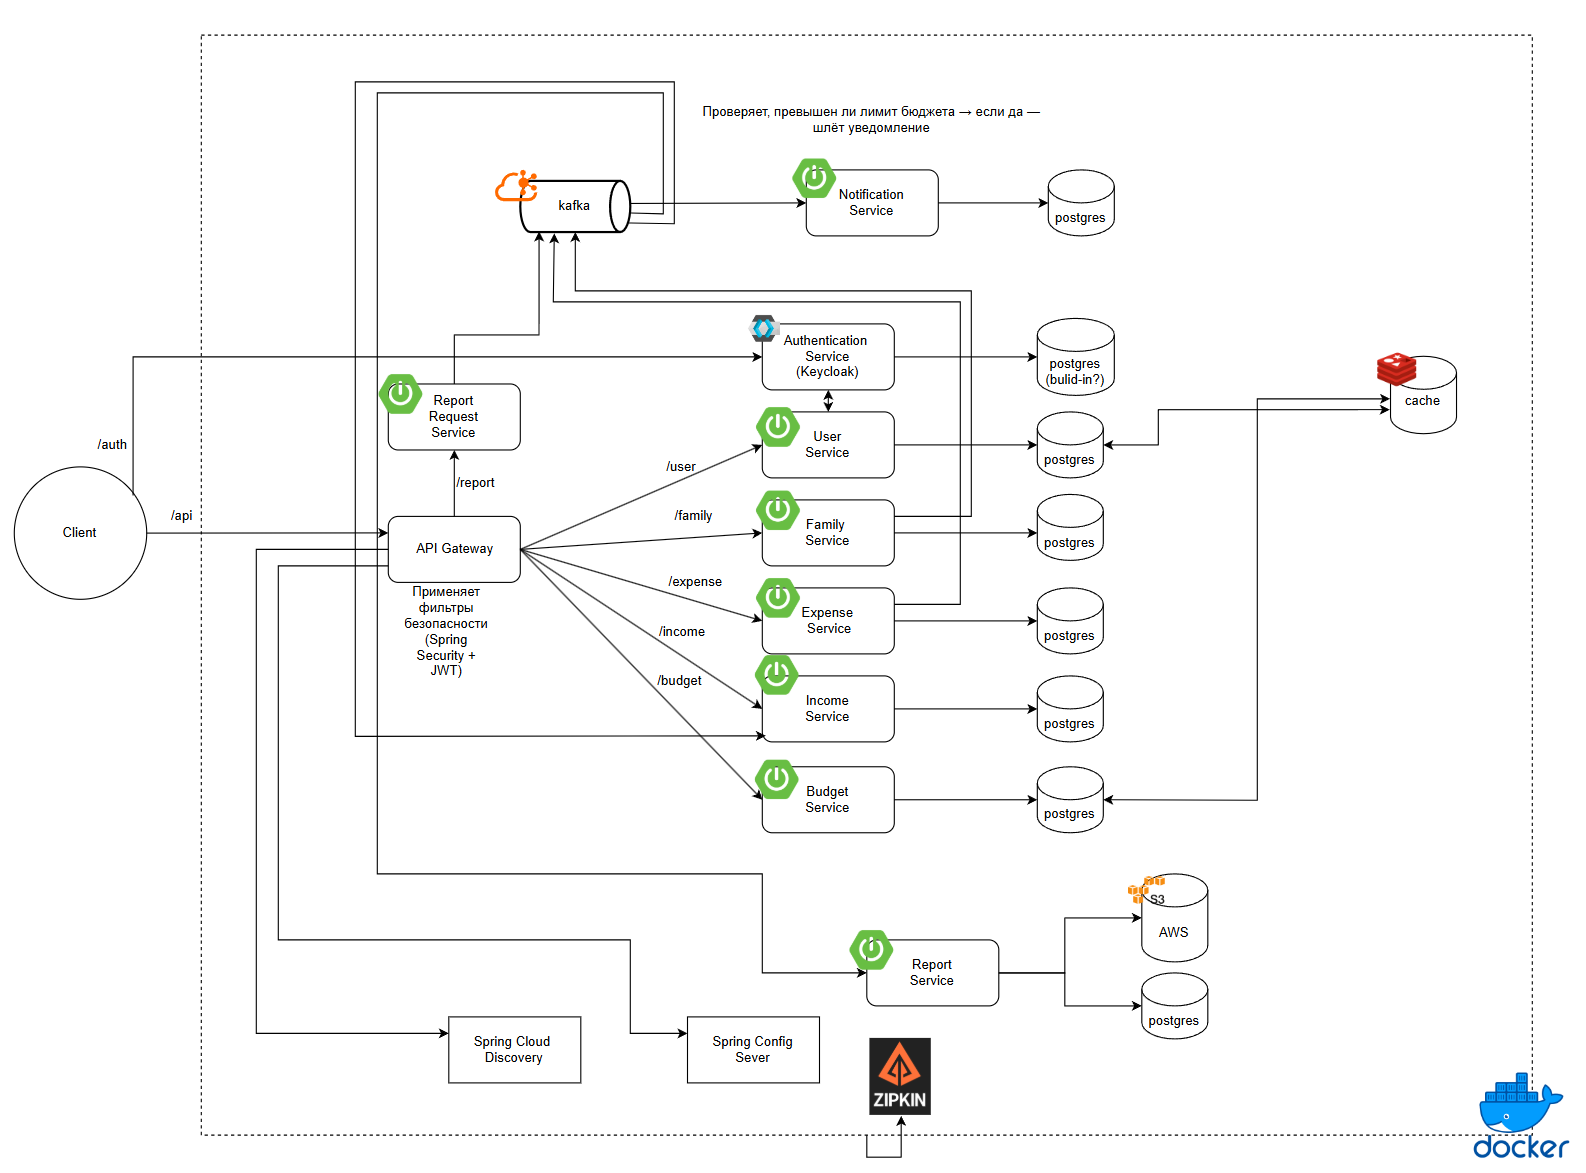 Проверяет, превышен ли лимит бюджета → если да —
шлёт уведомление
kafka
Notification
Service
postgres
Authentication
Service
(Keycloak)
postgres
(bulid-in?)
cache
Report
Request
Service
/auth
User
Service
postgres
/user
/report
/api
Client
API Gateway
/family
Family
Service
postgres
Применяет
фильтры
безопасности
(Spring
Security +
JWT)
/expense
Expense
Service
postgres
/income
/budget
Income
Service
postgres
Budget
Service
postgres
S3
AWS
Report
Service
postgres
Spring Cloud
Discovery
Spring Config
Sever
ZIPKIN
docker